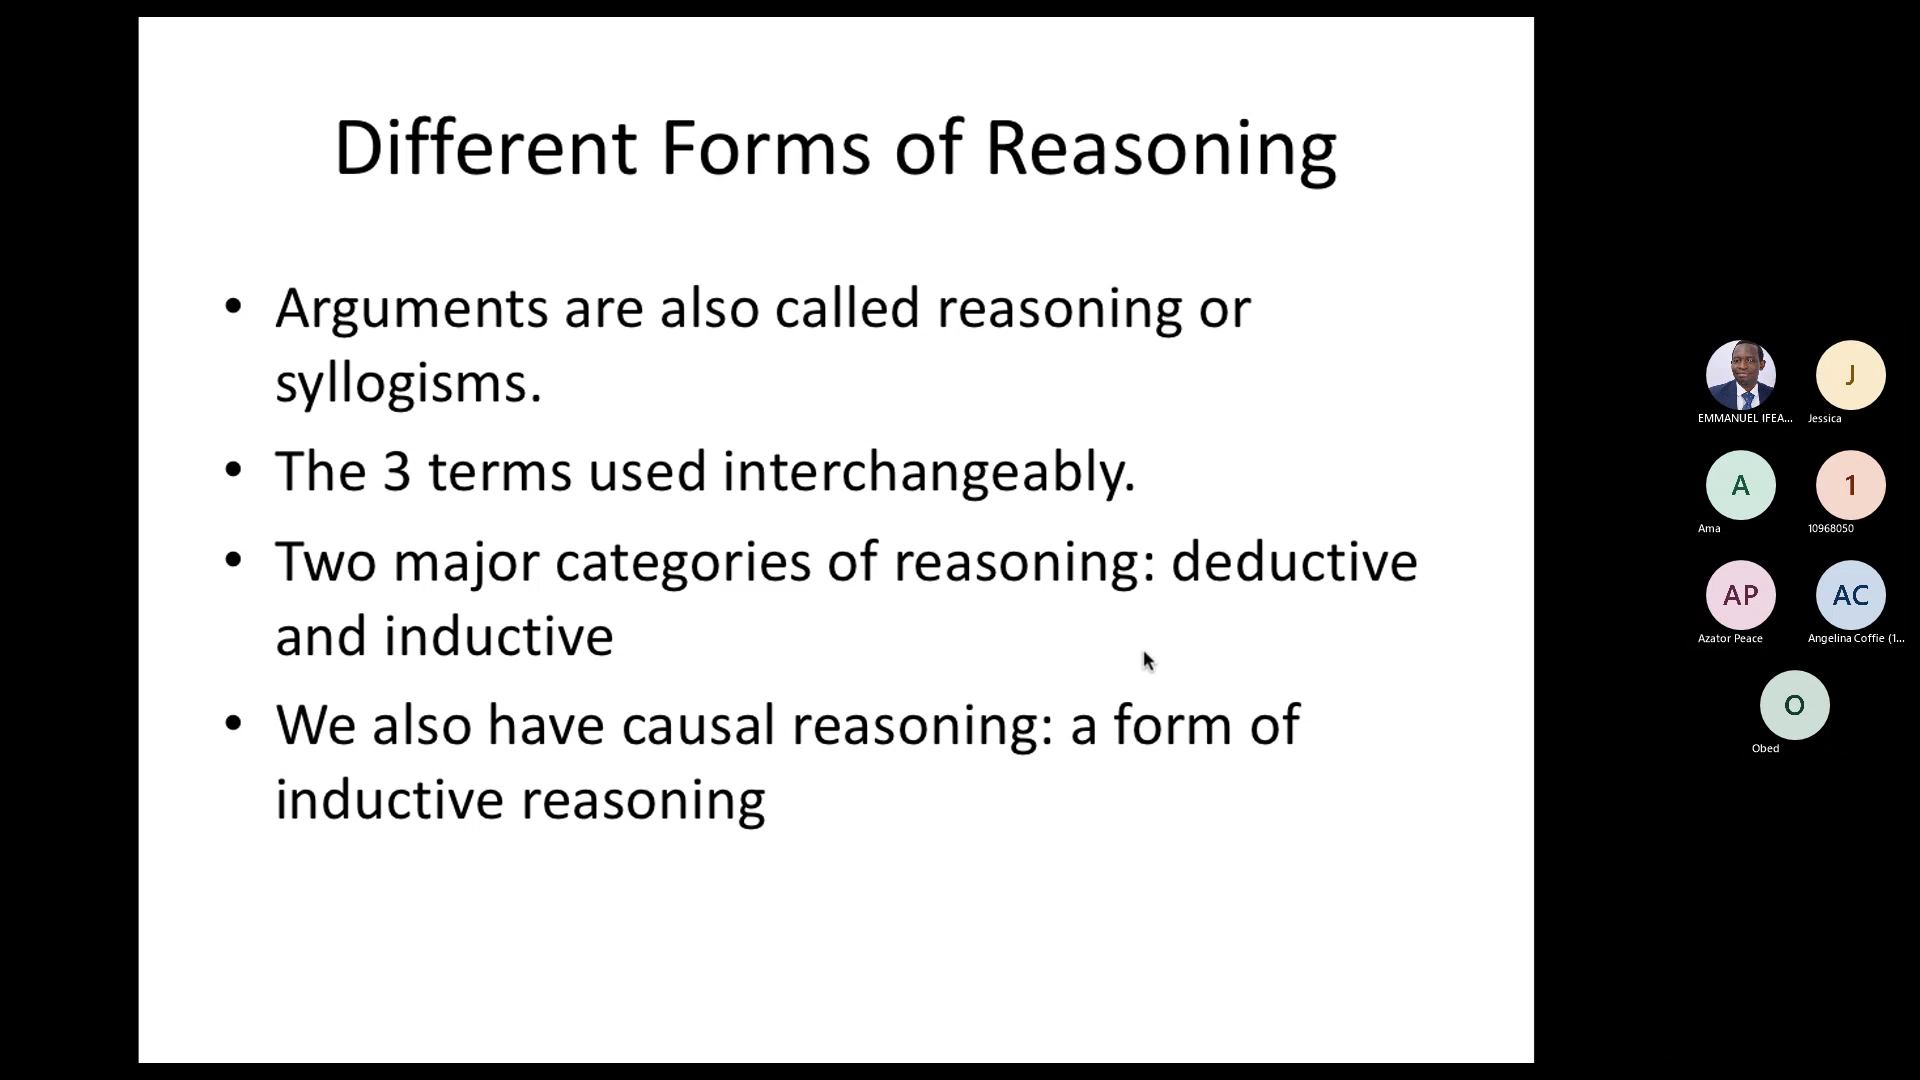 Different Forms of Reasoning
• Arguments are also called reasoning or
syllogisms.
• The 3 terms used interchangeably.
• Two major categories of reasoning: deductive
and inductive
• We also have causal reasoning: a form of
inductive reasoning
EMMANUEL IFEA...
J
Jessica
A
Ama
1
10968050
AP
Azator Peace
AC
Angelina Coffie (1...
O
Obed